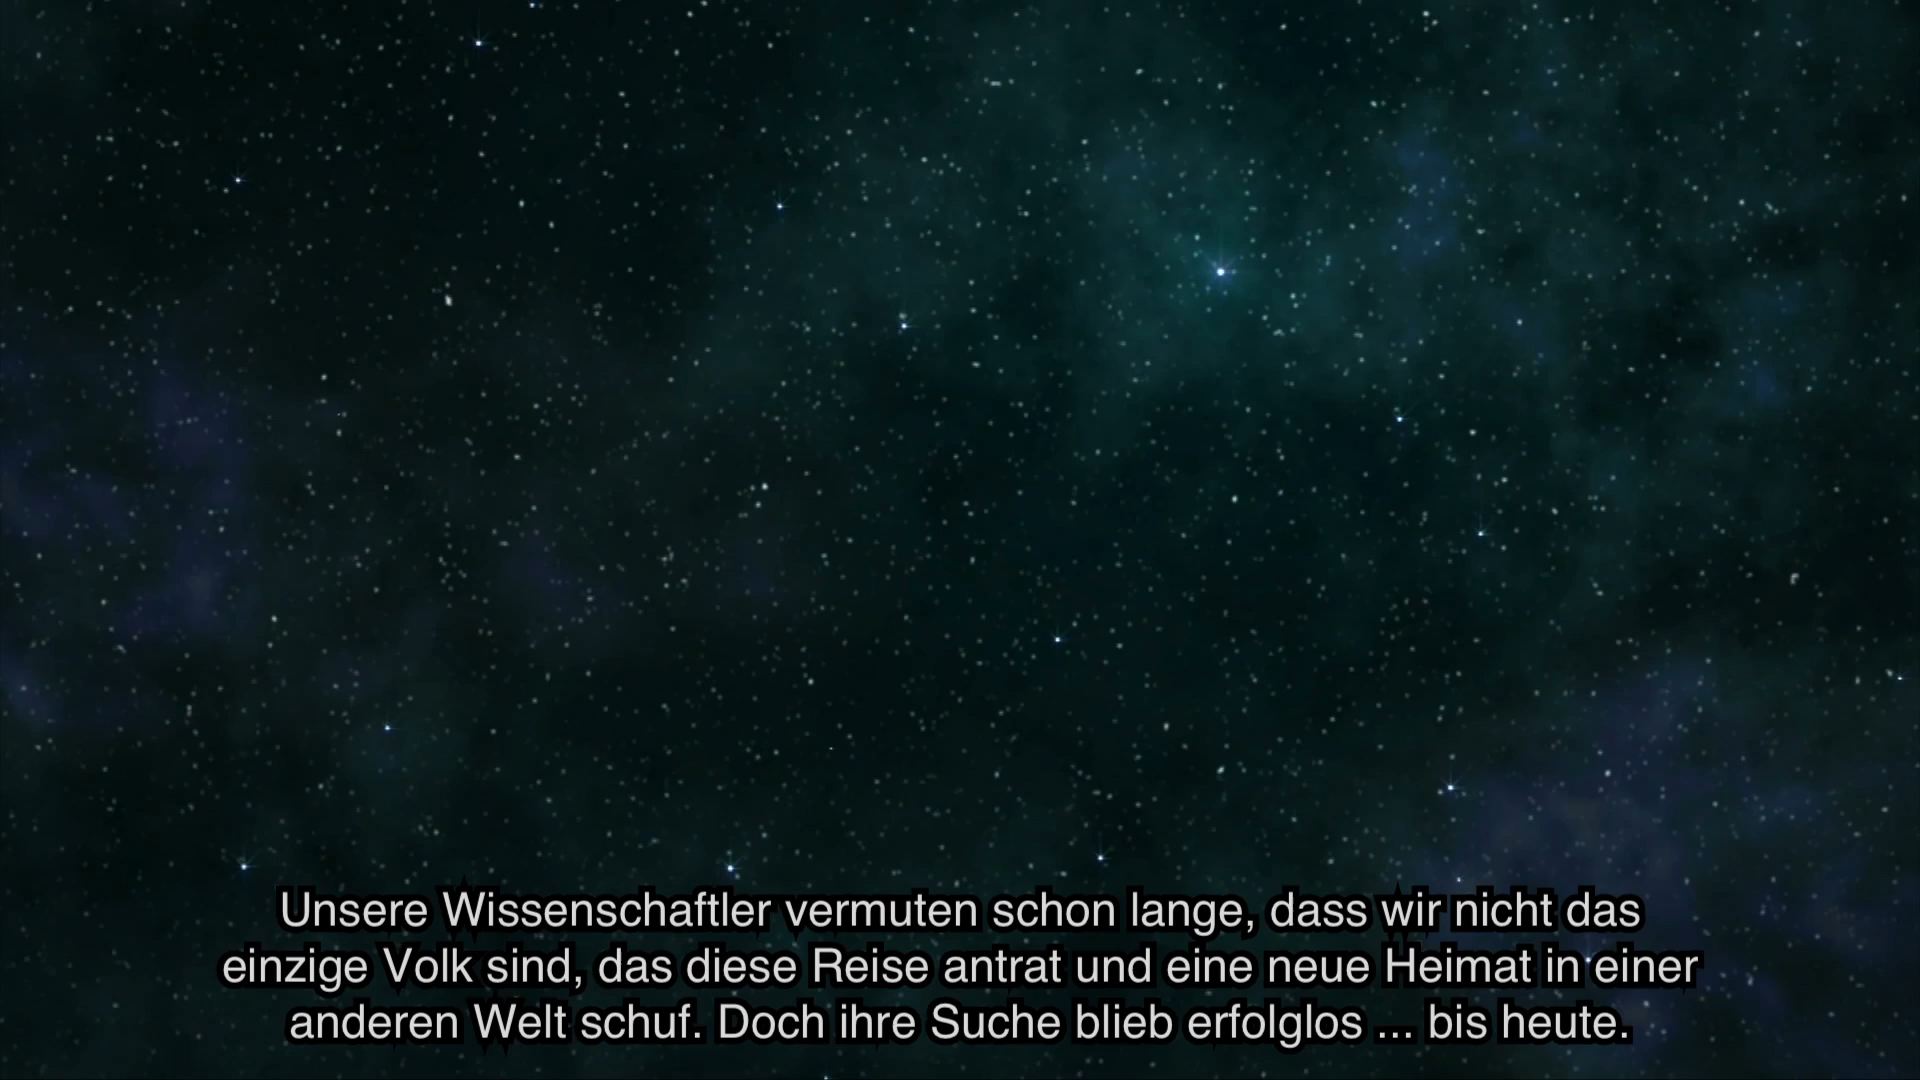 Unsere Wissenschaftler vermuten schon lange, dass wir nicht das
einzige Volk sind, das diese Reise antrat und eine neue Heimat in einer
anderen Welt schuf. Doch ihre Suche blieb erfolglos ... bis heute.